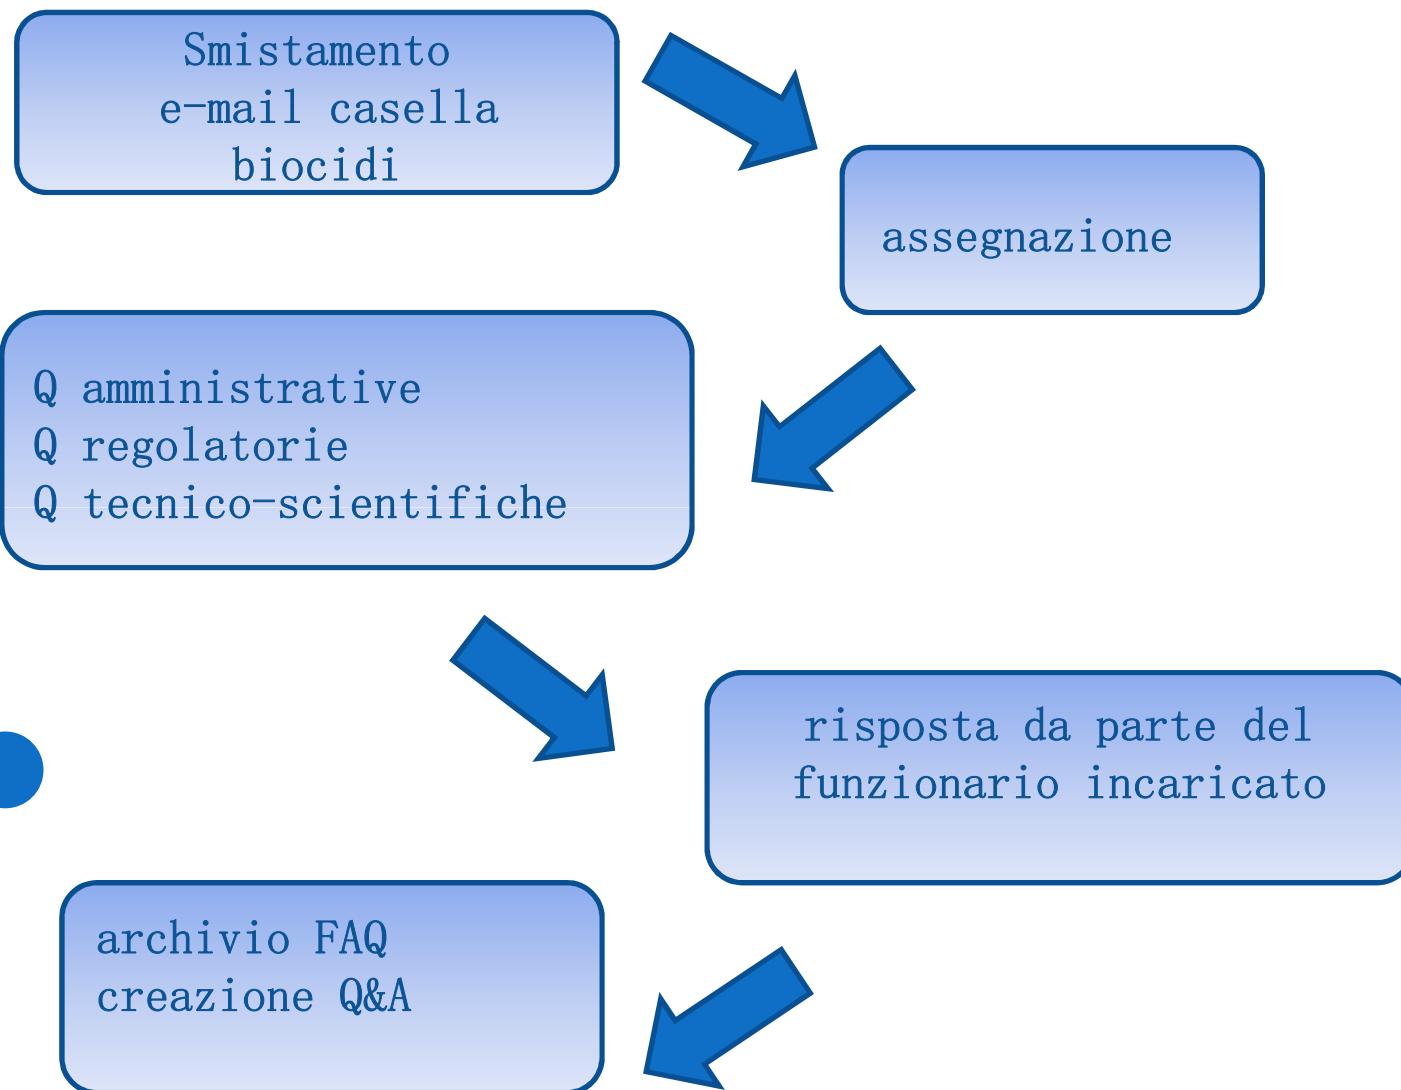 Smistamento
e-mail casella
biocidi
assegnazione
Q amministrative
Q regolatorie
Q tecnico-scientifiche
risposta da parte del
funzionario incaricato
archivio FAQ
creazione Q&A